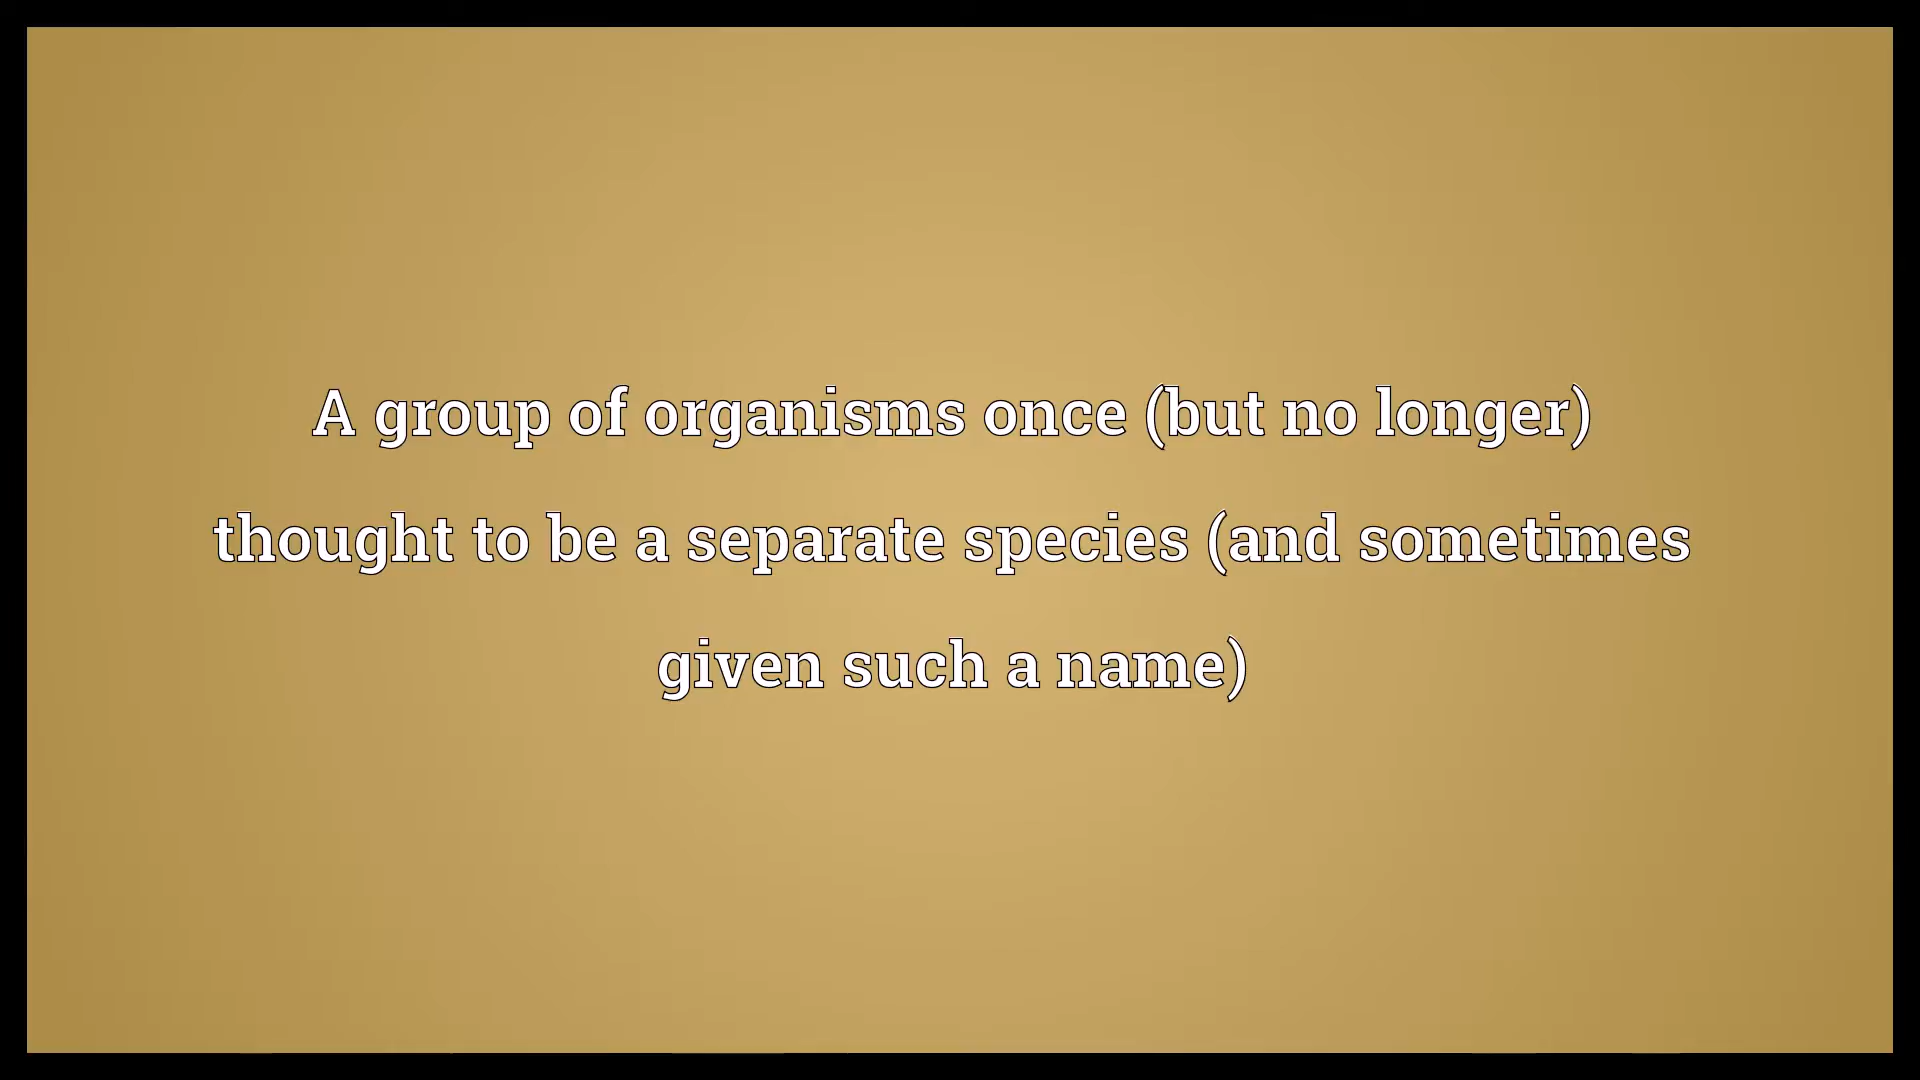 A group of organisms once (but no longer)
thought to be a separate species (and sometimes
given such a name)